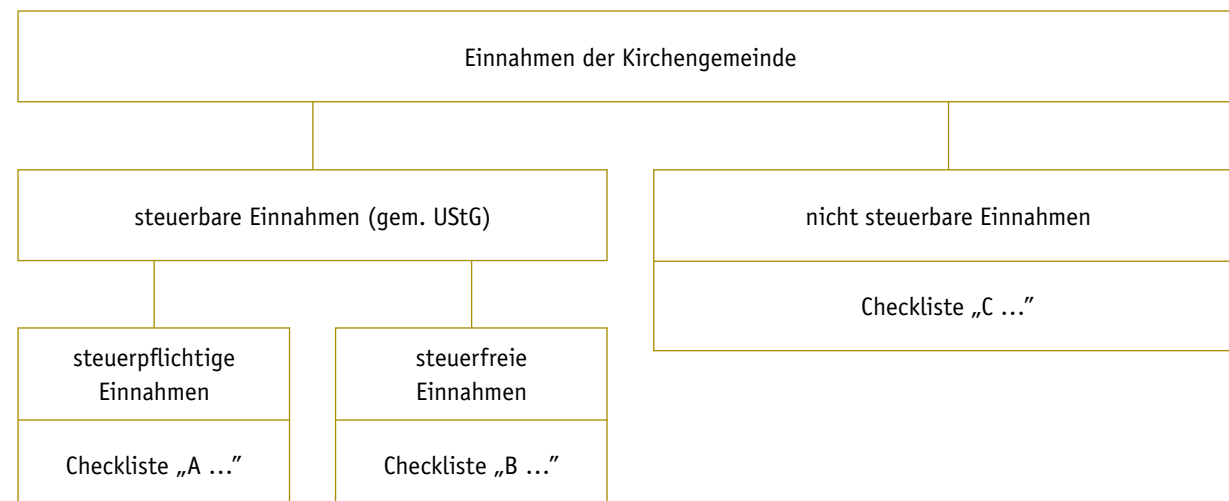 Einnahmen der Kirchengemeinde
steuerbare Einnahmen (gem. UStG)
nicht steuerbare Einnahmen
Checkliste „C …”
steuerpflichtige
Einnahmen
Checkliste „A …”
steuerfreie
Einnahmen
Checkliste „B …”